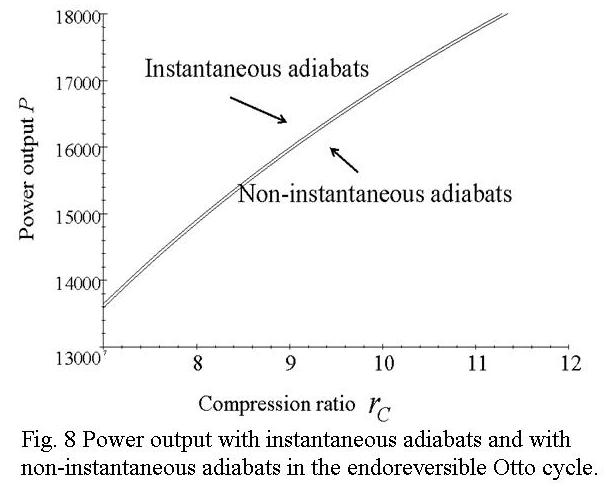 18000
17000
16000
15000
14000
13000
7
8
9
10
11
12
Power output P
Instantaneous adiabats
Non-instantaneous adiabats
Compression ratio rC
Fig. 8 Power output with instantaneous adiabats and with
non-instantaneous adiabats in the endoreversible Otto cycle.